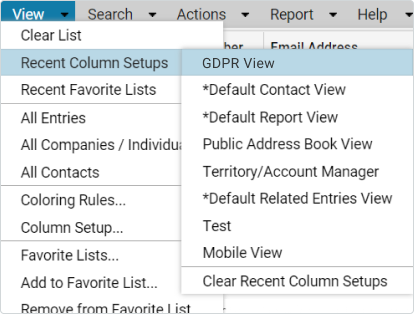 View Search Actions Report Help
Clear List
Email Address
Recent Column Setups
GDPR View
Recent Favorite Lists
*Default Contact View
All Entries
*Default Report View
All Companies /
Public Address Book View
All Contacts
Territory/Account Manager
Coloring Rules...
*Default Related Entries View
Column Setup...
Test
Favorite Lists...
Mobile View
Add to Favorite List...
Clear Recent Column Setups
Remove from Favorite List